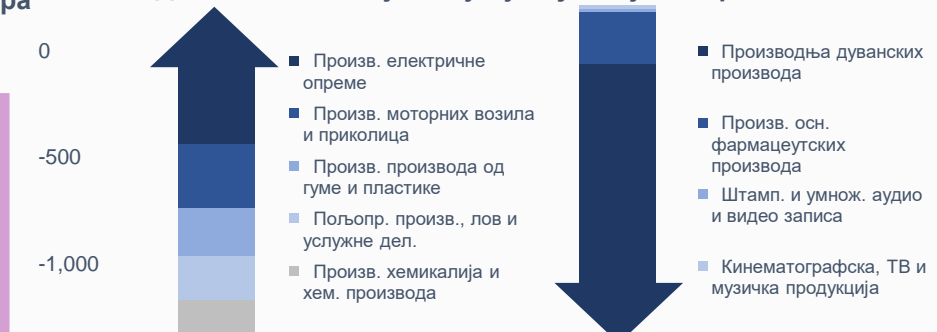 ра
0
-500
-1,000
Произв. електричне
опреме
Произв. моторних возила
и приколица
Произв. производа од
гуме и пластике
Пољопр. произв., лов и
услужне дел.
Произв. хемикалија и
хем. производа
Производња дуванских
производа
Произв. осн.
фармацеутских
производа
Штамп. и умнож. аудио
и видео записа
Кинематографска, ТВ и
музичка продукција